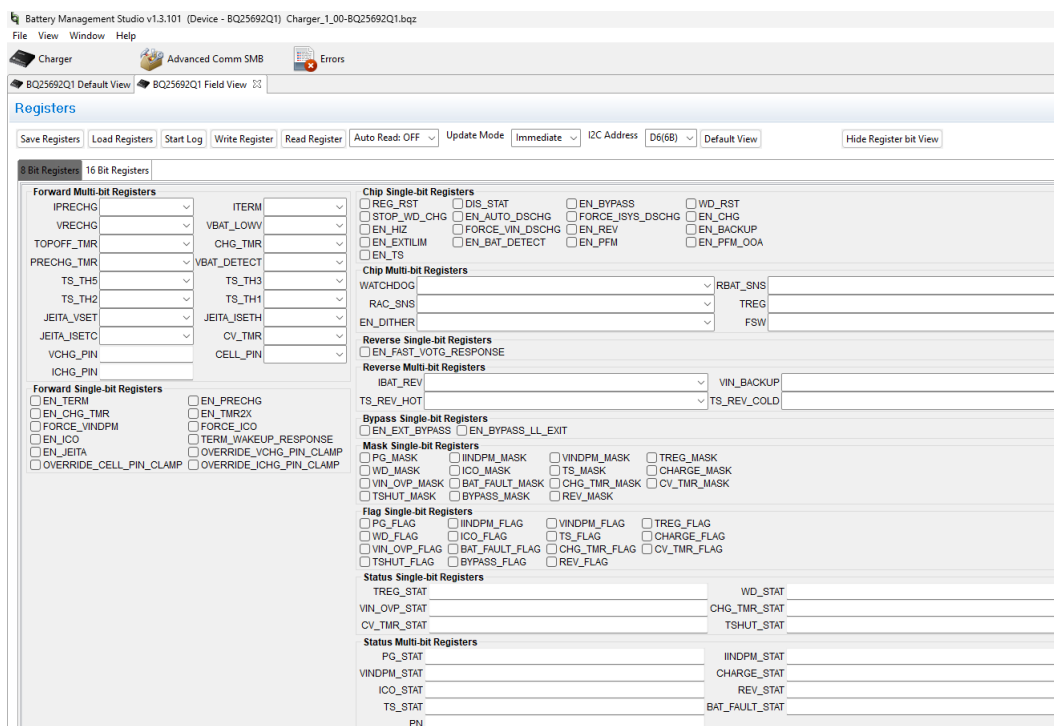 Battery Management Studio v1.3.101 (Device - BQ25692Q1) Charger_1_00-BQ25692Q1.bqz
File View Window Help
Charger Advanced Comm SMB Errors
BQ25692Q1 Default View BQ25692Q1 Field View
Registers
Save Registers Load Registers Start Log Write Register Read Register Auto Read: OFF Update Mode Immediate I2C Address D6(6B) Default View Hide Register bit View
8 Bit Registers 16 Bit Registers
Forward Multi-bit Registers
IPRECHG ITERM
VRECHG VBAT_LOWV
TOPOFF_TMR CHG_TMR
PRECHG_TMR VBAT_DETECT
TS_TH5 TS_TH3
TS_TH2 TS_TH1
JEITA_VSET JEITA_ISETH
JEITA_ISETC CV_TMR
VCHG_PIN CELL_PIN
ICHG_PIN
Forward Single-bit Registers
EN_TERM EN_PRECHG
EN_CHG_TMR EN_TMR2X
FORCE_VINDPM FORCE_ICO
EN_ICO TERM_WAKEUP_RESPONSE
EN_JEITA OVERRIDE_VCHG_PIN_CLAMP
OVERRIDE_CELL_PIN_CLAMP OVERRIDE_ICHG_PIN_CLAMP
Chip Single-bit Registers
REG_RST DIS_STAT EN_BYPASS WD_RST
STOP_WD_CHG EN_AUTO_DSCHG FORCE_ISYS_DSCHG EN_CHG
EN_HIZ FORCE_VIN_DSCHG EN_REV EN_BACKUP
EN_EXTILIM EN_BAT_DETECT EN_PFM EN_PFM_OOA
EN_TS
Chip Multi-bit Registers
WATCHDOG RBAT_SNS
RAC_SNS TREG
EN_DITHER FSW
Reverse Single-bit Registers
EN_FAST_VOTG_RESPONSE
Reverse Multi-bit Registers
IBAT_REV VIN_BACKUP
TS_REV_HOT TS_REV_COLD
Bypass Single-bit Registers
EN_EXT_BYPASS EN_BYPASS_LL_EXIT
Mask Single-bit Registers
PG_MASK IINDPM_MASK VINDPM_MASK TREG_MASK
WD_MASK ICO_MASK TS_MASK CHARGE_MASK
VIN_OVP_MASK BAT_FAULT_MASK CHG_TMR_MASK CV_TMR_MASK
TSHUT_MASK BYPASS_MASK REV_MASK
Flag Single-bit Registers
PG_FLAG IINDPM_FLAG VINDPM_FLAG TREG_FLAG
WD_FLAG ICO_FLAG TS_FLAG CHARGE_FLAG
VIN_OVP_FLAG BAT_FAULT_FLAG CHG_TMR_FLAG CV_TMR_FLAG
TSHUT_FLAG BYPASS_FLAG REV_FLAG
Status Single-bit Registers
TREG_STAT WD_STAT
VIN_OVP_STAT CHG_TMR_STAT
CV_TMR_STAT TSHUT_STAT
Status Multi-bit Registers
PG_STAT IINDPM_STAT
VINDPM_STAT CHARGE_STAT
ICO_STAT REV_STAT
TS_STAT BAT_FAULT_STAT
PN